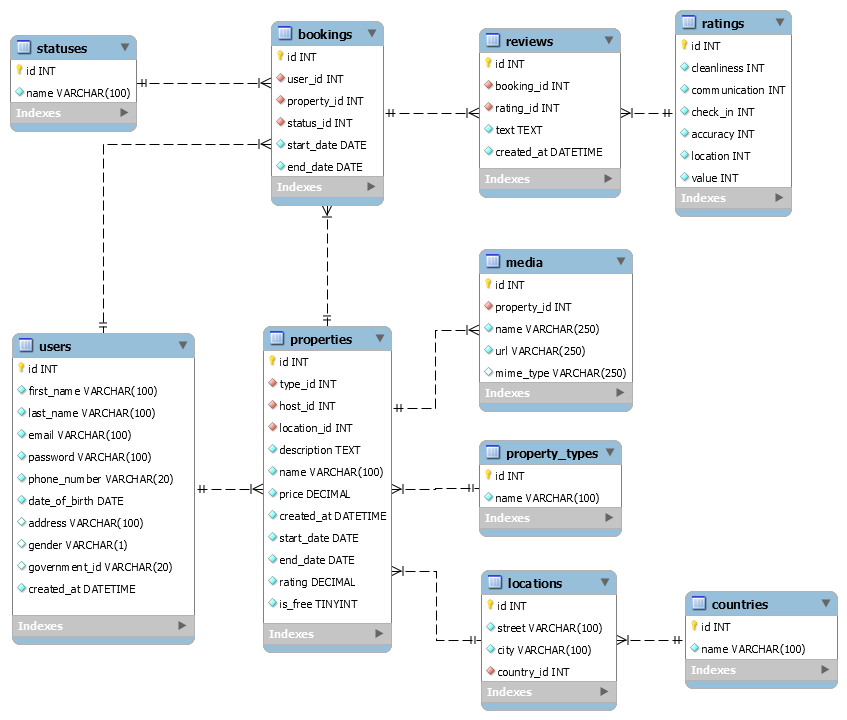 statuses
id INT
name VARCHAR(100)
Indexes
bookings
id INT
user_id INT
property_id INT
status_id INT
start_date DATE
end_date DATE
Indexes
reviews
id INT
booking_id INT
rating_id INT
text TEXT
created_at DATETIME
Indexes
ratings
id INT
cleanliness INT
communication INT
check_in INT
accuracy INT
location INT
value INT
Indexes
users
id INT
first_name VARCHAR(100)
last_name VARCHAR(100)
email VARCHAR(100)
password VARCHAR(100)
phone_number VARCHAR(20)
date_of_birth DATE
address VARCHAR(100)
gender VARCHAR(1)
government_id VARCHAR(20)
created_at DATETIME
Indexes
properties
id INT
type_id INT
host_id INT
location_id INT
description TEXT
name VARCHAR(100)
price DECIMAL
created_at DATETIME
start_date DATE
end_date DATE
rating DECIMAL
is_free TINYINT
Indexes
media
id INT
property_id INT
name VARCHAR(250)
url VARCHAR(250)
mime_type VARCHAR(250)
Indexes
property_types
id INT
name VARCHAR(100)
Indexes
locations
id INT
street VARCHAR(100)
city VARCHAR(100)
country_id INT
Indexes
countries
id INT
name VARCHAR(100)
Indexes